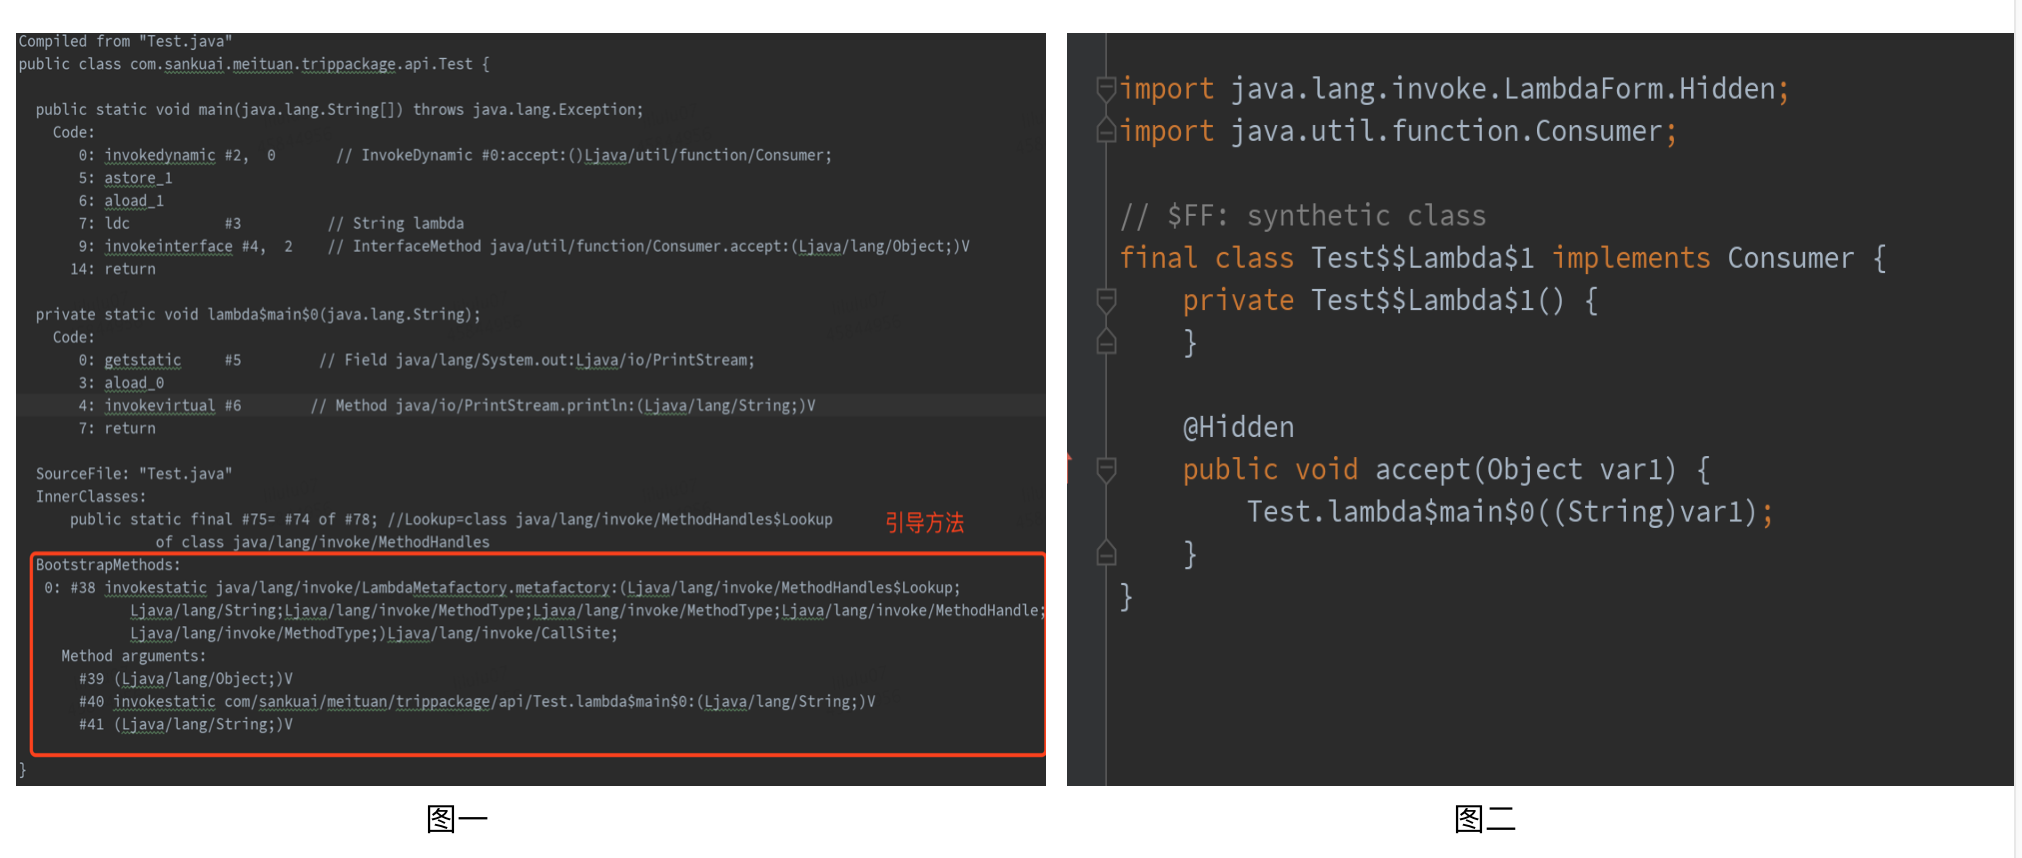 Compiled from "Test.java"
public class com.sankuai.meituan.trippackage.api.Test {
public static void main(java.lang.String[]) throws java.lang.Exception;
Code:
0: invokedynamic #2,  0       // InvokeDynamic #0:accept:()Ljava/util/function/Consumer;
5: astore_1
6: aload_1
7: ldc           #3          // String lambda
9: invokeinterface #4,  2    // InterfaceMethod java/util/function/Consumer.accept:(Ljava/lang/Object;)V
14: return
private static void lambda$main$0(java.lang.String);
Code:
0: getstatic     #5         // Field java/lang/System.out:Ljava/io/PrintStream;
3: aload_0
4: invokevirtual #6        // Method java/io/PrintStream.println:(Ljava/lang/String;)V
7: return
SourceFile: "Test.java"
InnerClasses:
public static final #75= #74 of #78; //Lookup=class java/lang/invoke/MethodHandles$Lookup
引导方法
of class java/lang/invoke/MethodHandles
BootstrapMethods:
0: #38 invokestatic java/lang/invoke/LambdaMetafactory.metafactory:(Ljava/lang/invoke/MethodHandles$Lookup;
Ljava/lang/String;Ljava/lang/invoke/MethodType;Ljava/lang/invoke/MethodType;Ljava/lang/invoke/MethodHandle;
Ljava/lang/invoke/MethodType;)Ljava/lang/invoke/CallSite;
Method arguments:
#39 (Ljava/lang/Object;)V
#40 invokestatic com/sankuai/meituan/trippackage/api/Test.lambda$main$0:(Ljava/lang/String;)V
#41 (Ljava/lang/String;)V
}
图一
import java.lang.invoke.LambdaForm.Hidden;
import java.util.function.Consumer;
// $FF: synthetic class
final class Test$$Lambda$1 implements Consumer {
private Test$$Lambda$1() {
}
@Hidden
public void accept(Object var1) {
Test.lambda$main$0((String)var1);
}
}
图二